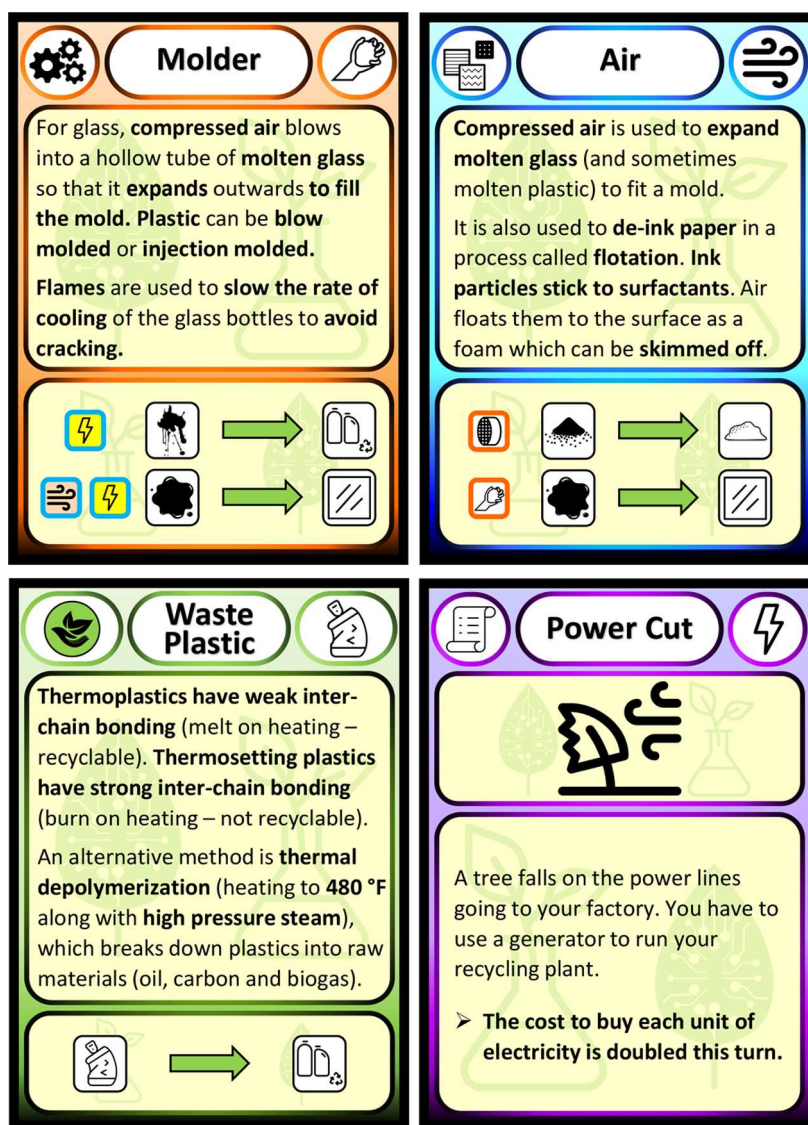 Molder
For glass, compressed air blows
into a hollow tube of molten glass
so that it expands outwards to fill
the mold. Plastic can be blow
molded or injection molded.
Flames are used to slow the rate of
cooling of the glass bottles to avoid
cracking.
Air
Compressed air is used to expand
molten glass (and sometimes
molten plastic) to fit a mold.
It is also used to de-ink paper in a
process called flotation. Ink
particles stick to surfactants. Air
floats them to the surface as a
foam which can be skimmed off.
Waste
Plastic
Thermoplastics have weak inter-
chain bonding (melt on heating –
recyclable). Thermosetting plastics
have strong inter-chain bonding
(burn on heating – not recyclable).
An alternative method is thermal
depolymerization (heating to 480 °F
along with high pressure steam),
which breaks down plastics into raw
materials (oil, carbon and biogas).
Power Cut
A tree falls on the power lines
going to your factory. You have to
use a generator to run your
recycling plant.
➢ The cost to buy each unit of
electricity is doubled this turn.